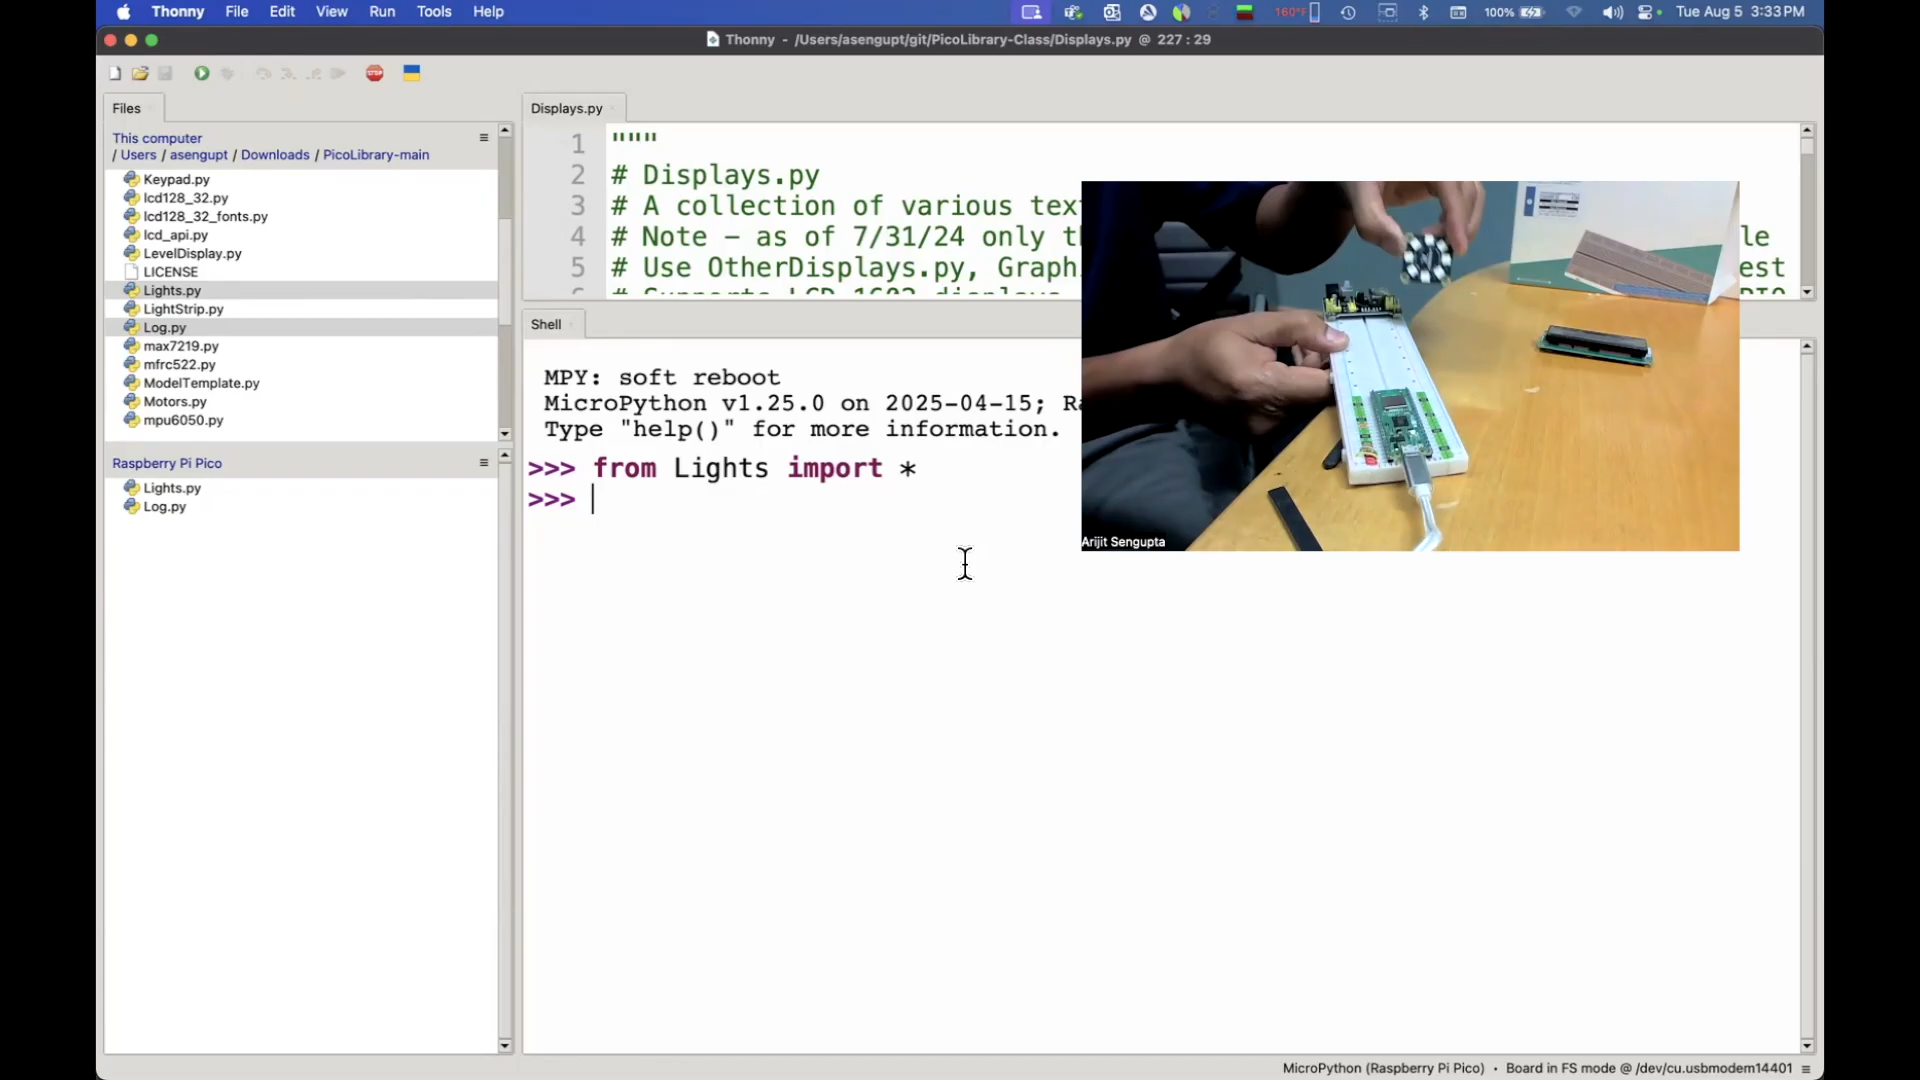 Thonny File Edit View Run Tools Help
160°F 100% Tue Aug 5 3:33 PM
Thonny - /Users/asengupt/git/PicoLibrary-Class/Displays.py @ 227 : 29
Files
This computer
/ Users / asengupt / Downloads / PicoLibrary-main
Keypad.py
lcd128_32.py
lcd128_32_fonts.py
lcd_api.py
LevelDisplay.py
LICENSE
Lights.py
LightStrip.py
Log.py
max7219.py
mfrc522.py
ModelTemplate.py
Motors.py
mpu6050.py
Raspberry Pi Pico
Lights.py
Log.py
Displays.py
1 """
2 # Displays.py
3 # A collection of various tex
4 # Note – as of 7/31/24 only t le
5 # Use OtherDisplays.py, Graph est
Shell
MPY: soft reboot
MicroPython v1.25.0 on 2025-04-15; Ra
Type "help()" for more information.
>>> from Lights import *
>>>
Arijit Sengupta
MicroPython (Raspberry Pi Pico) • Board in FS mode @ /dev/cu.usbmodem14401